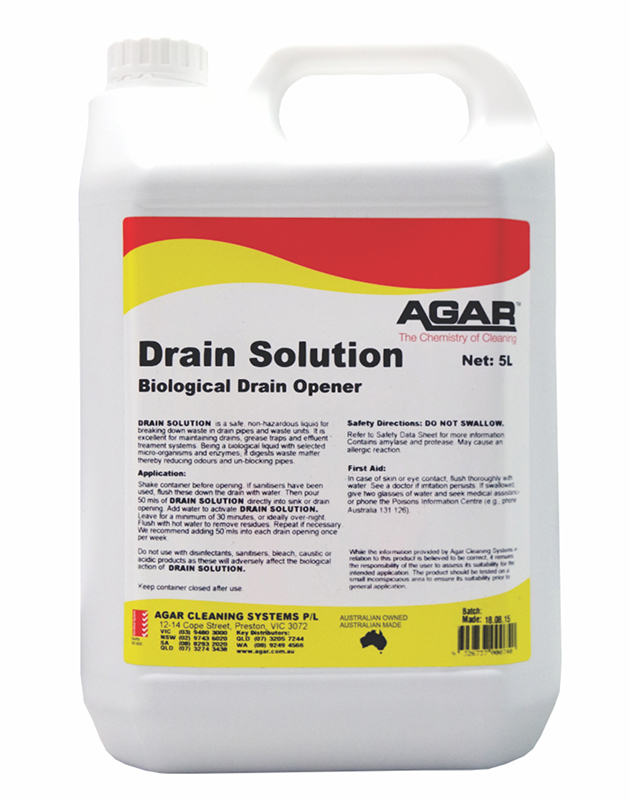 AGAR™
The Chemistry of Cleaning
Drain Solution
Net: 5L
Biological Drain Opener
DRAIN SOLUTION is a safe, non-hazardous liquid for
breaking down waste in drain pipes and waste units. It is
excellent for maintaining drains, grease traps and effluent
treament systems. Being a biological liquid with selected
micro-organisms and enzymes, if digests waste matter
thereby reducing odours and un-blocking pipes.
Application:
Shake container before opening. If sanitisers have been
used, flush these down the drain with water. Then pour
50 mls of DRAIN SOLUTION directly into sink or drain
opening. Add water to activate DRAIN SOLUTION.
Leave for a minimum of 30 minutes, or ideally over-night.
Flush with hot water to remove residues. Repeat if necessary.
We recommend adding 50 mls into each drain opening once
per week.
Do not use with disinfectants, sanitisers, bleach, caustic or
acidic products as these will adversely affect the biological
action of DRAIN SOLUTION.
Keep container closed after use.
Safety Directions: DO NOT SWALLOW.
Refer to Safety Data Sheet for more information.
Contains amylase and protease. May cause an
allergic reaction.
First Aid:
In case of skin or eye contact, flush thoroughly with
water. See a doctor if irritation persists. If swallowed,
give two glasses of water and seek medical assistance
or phone the Poisons Information Centre (e.g., phone
Australia 131 126).
While the information provided by Agar Cleaning Systems in
relation to this product is believed to be correct, it remains
the responsibility of the user to assess its suitability for the
intended application. The product should be tested on a
small inconspicuous area to ensure its suitability prior to
general application.
AGAR CLEANING SYSTEMS P/L
12-14 Cope Street, Preston, VIC 3072
VIC (03) 9480 3000 Key Distributors:
NSW (02) 9743 6020 QLD (07) 3205 7244
SA (08) 9293 2020 WA (08) 9249 4566
QLD (07) 3274 3438 www.agar.com.au
AUSTRALIAN OWNED
AUSTRALIAN MADE
Batch:
Made: 18.08.15